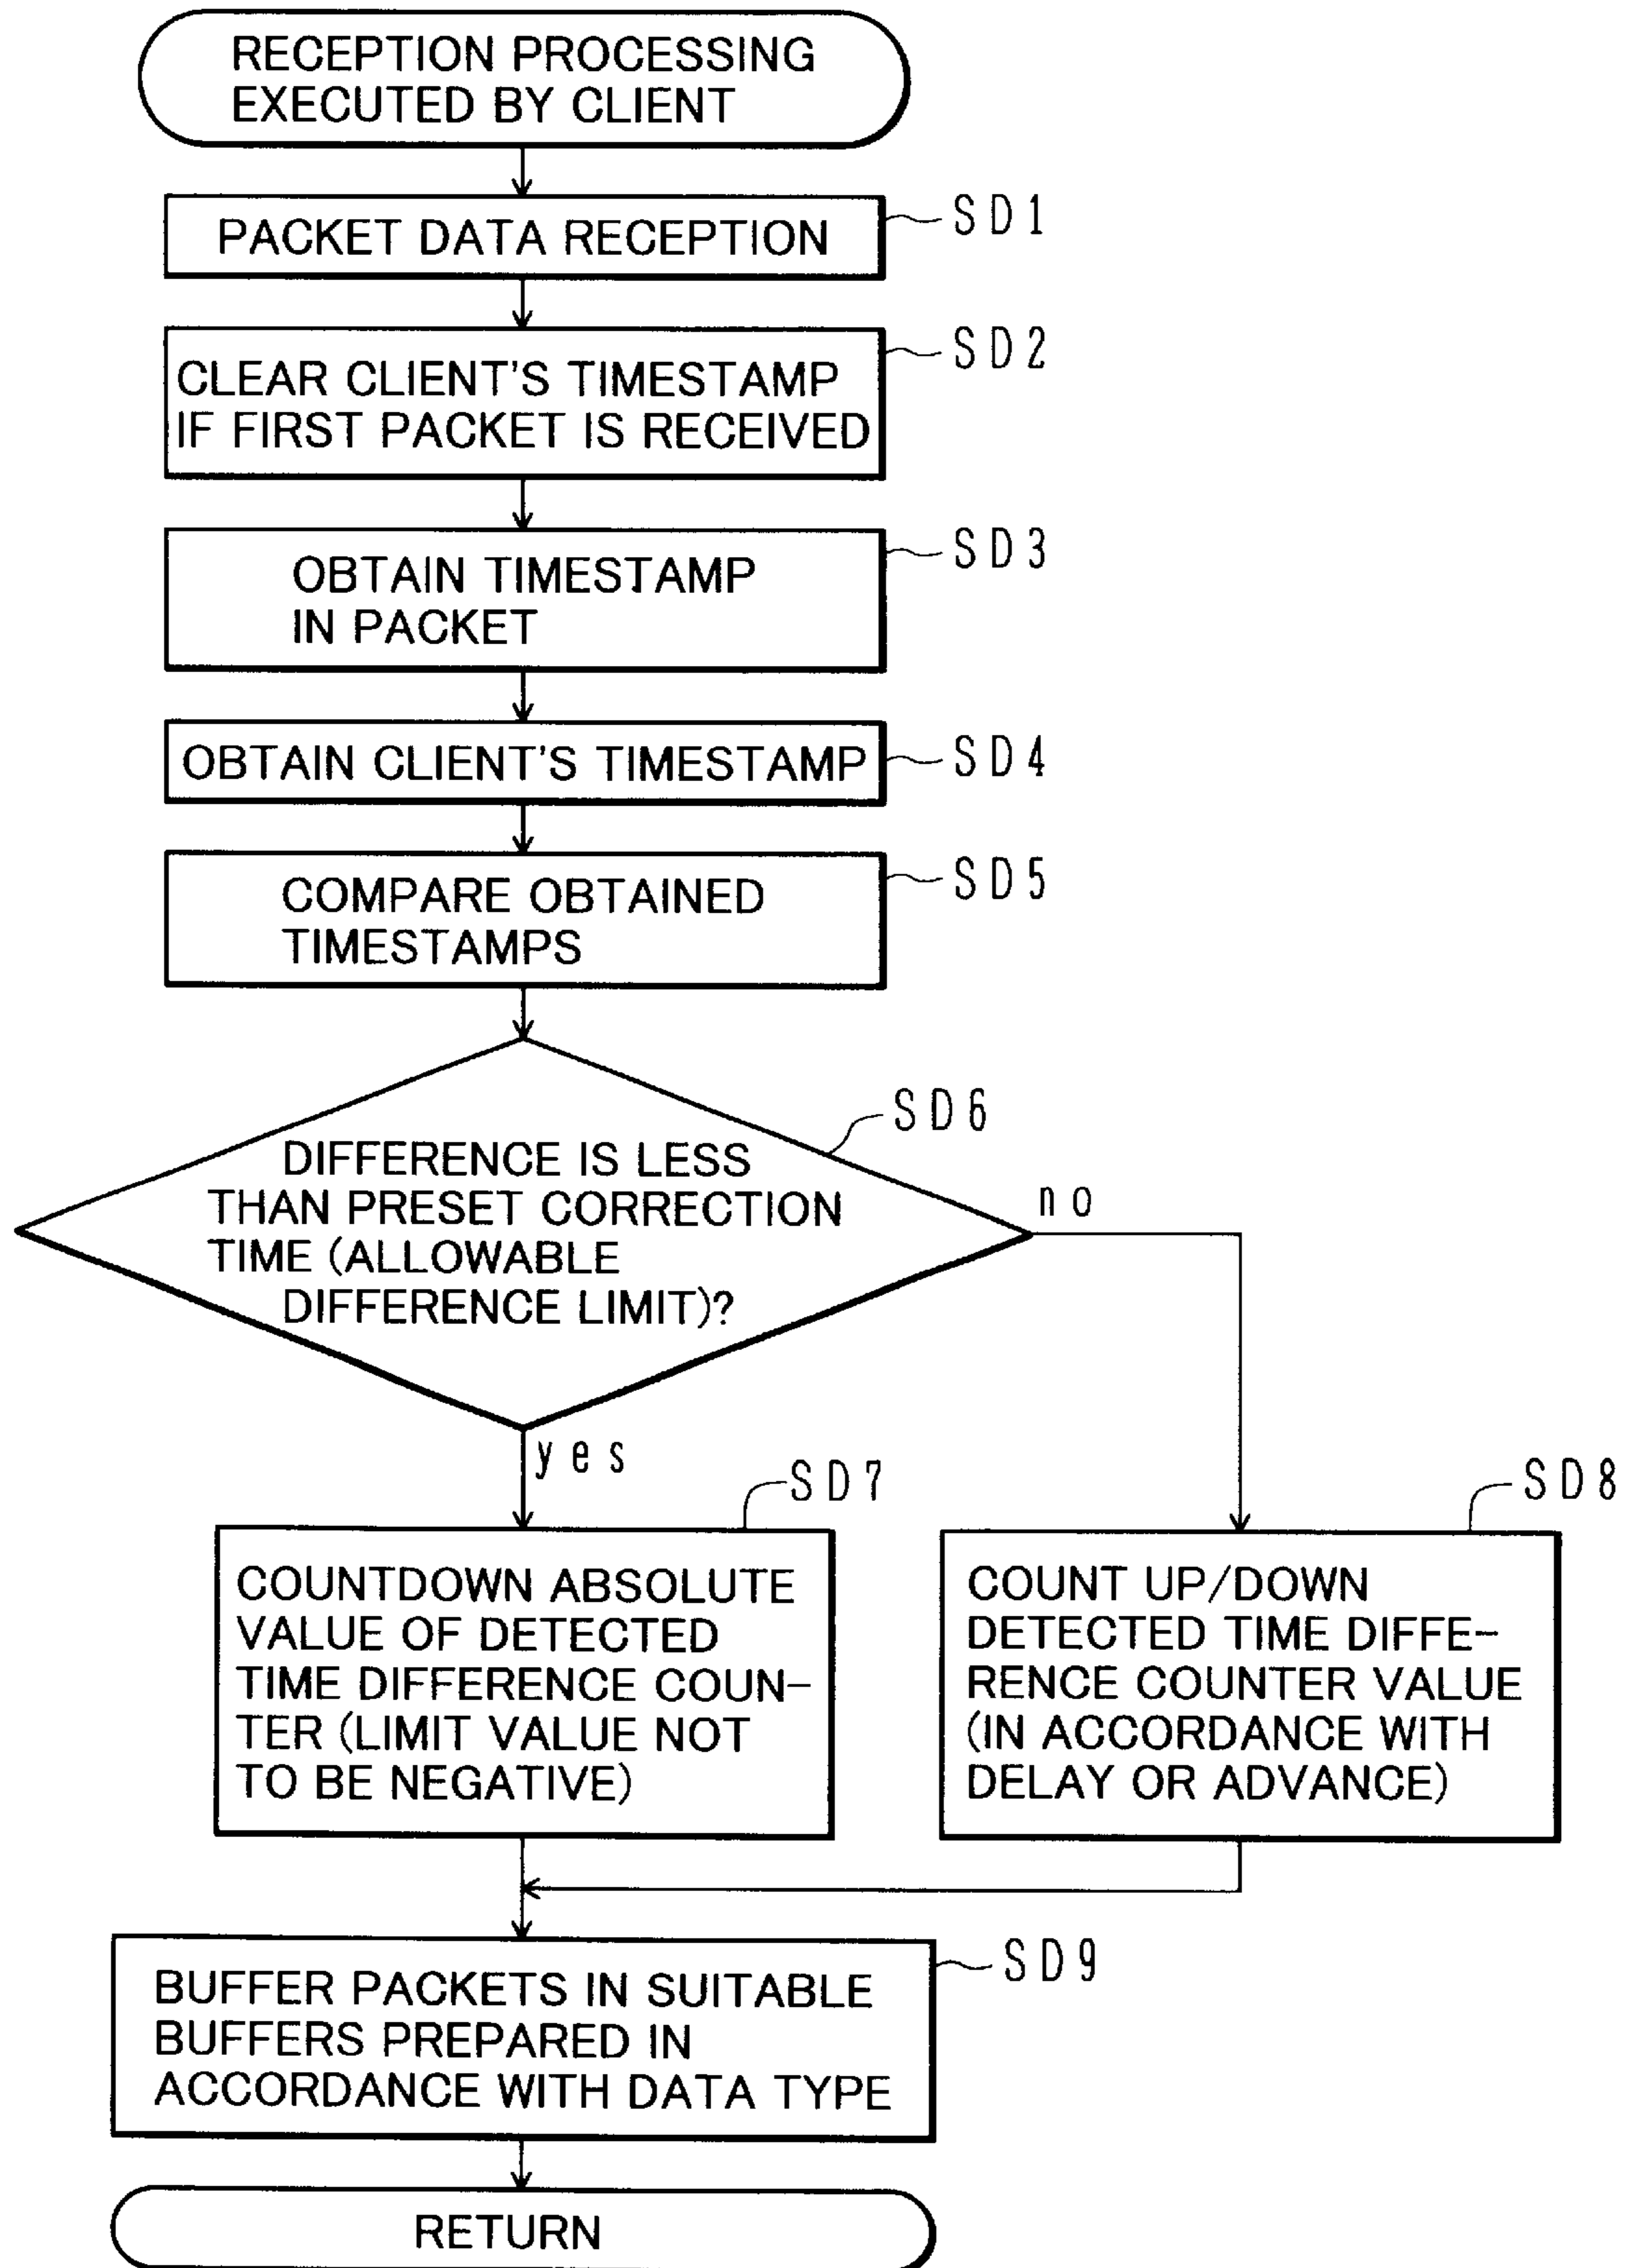 RECEPTION PROCESSING
EXECUTED BY CLIENT
PACKET DATA RECEPTION
SD1
CLEAR CLIENT'S TIMESTAMP
IF FIRST PACKET IS RECEIVED
SD2
OBTAIN TIMESTAMP
IN PACKET
SD3
OBTAIN CLIENT'S TIMESTAMP
SD4
COMPARE OBTAINED
TIMESTAMPS
SD5
DIFFERENCE IS LESS
THAN PRESET CORRECTION
TIME (ALLOWABLE
DIFFERENCE LIMIT)?
SD6
no
yes
SD7
COUNTDOWN ABSOLUTE
VALUE OF DETECTED
TIME DIFFERENCE COUN-
TER (LIMIT VALUE NOT
TO BE NEGATIVE)
SD8
COUNT UP/DOWN
DETECTED TIME DIFFE-
RENCE COUNTER VALUE
(IN ACCORDANCE WITH
DELAY OR ADVANCE)
BUFFER PACKETS IN SUITABLE
BUFFERS PREPARED IN
ACCORDANCE WITH DATA TYPE
SD9
RETURN